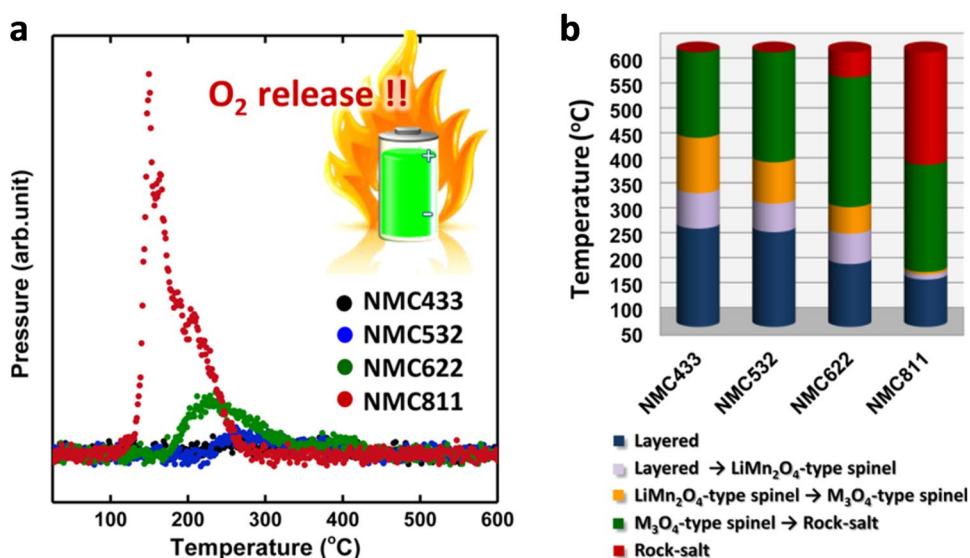 a
O₂ release !!
+
−
NMC433
NMC532
NMC622
NMC811
Pressure (arb.unit)
100 200 300 400 500 600
Temperature (°C)
b
Temperature (°C)
600
550
500
450
400
350
300
250
200
150
100
50
NMC433 NMC532 NMC622 NMC811
Layered
Layered → LiMn₂O₄-type spinel
LiMn₂O₄-type spinel → M₃O₄-type spinel
M₃O₄-type spinel → Rock-salt
Rock-salt